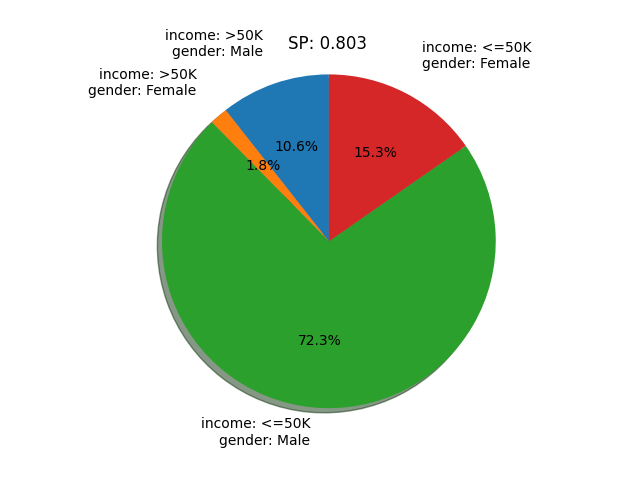 SP: 0.803
income: >50K
gender: Male
income: >50K
gender: Female
income: <=50K
gender: Female
10.6%
1.8%
15.3%
72.3%
income: <=50K
gender: Male